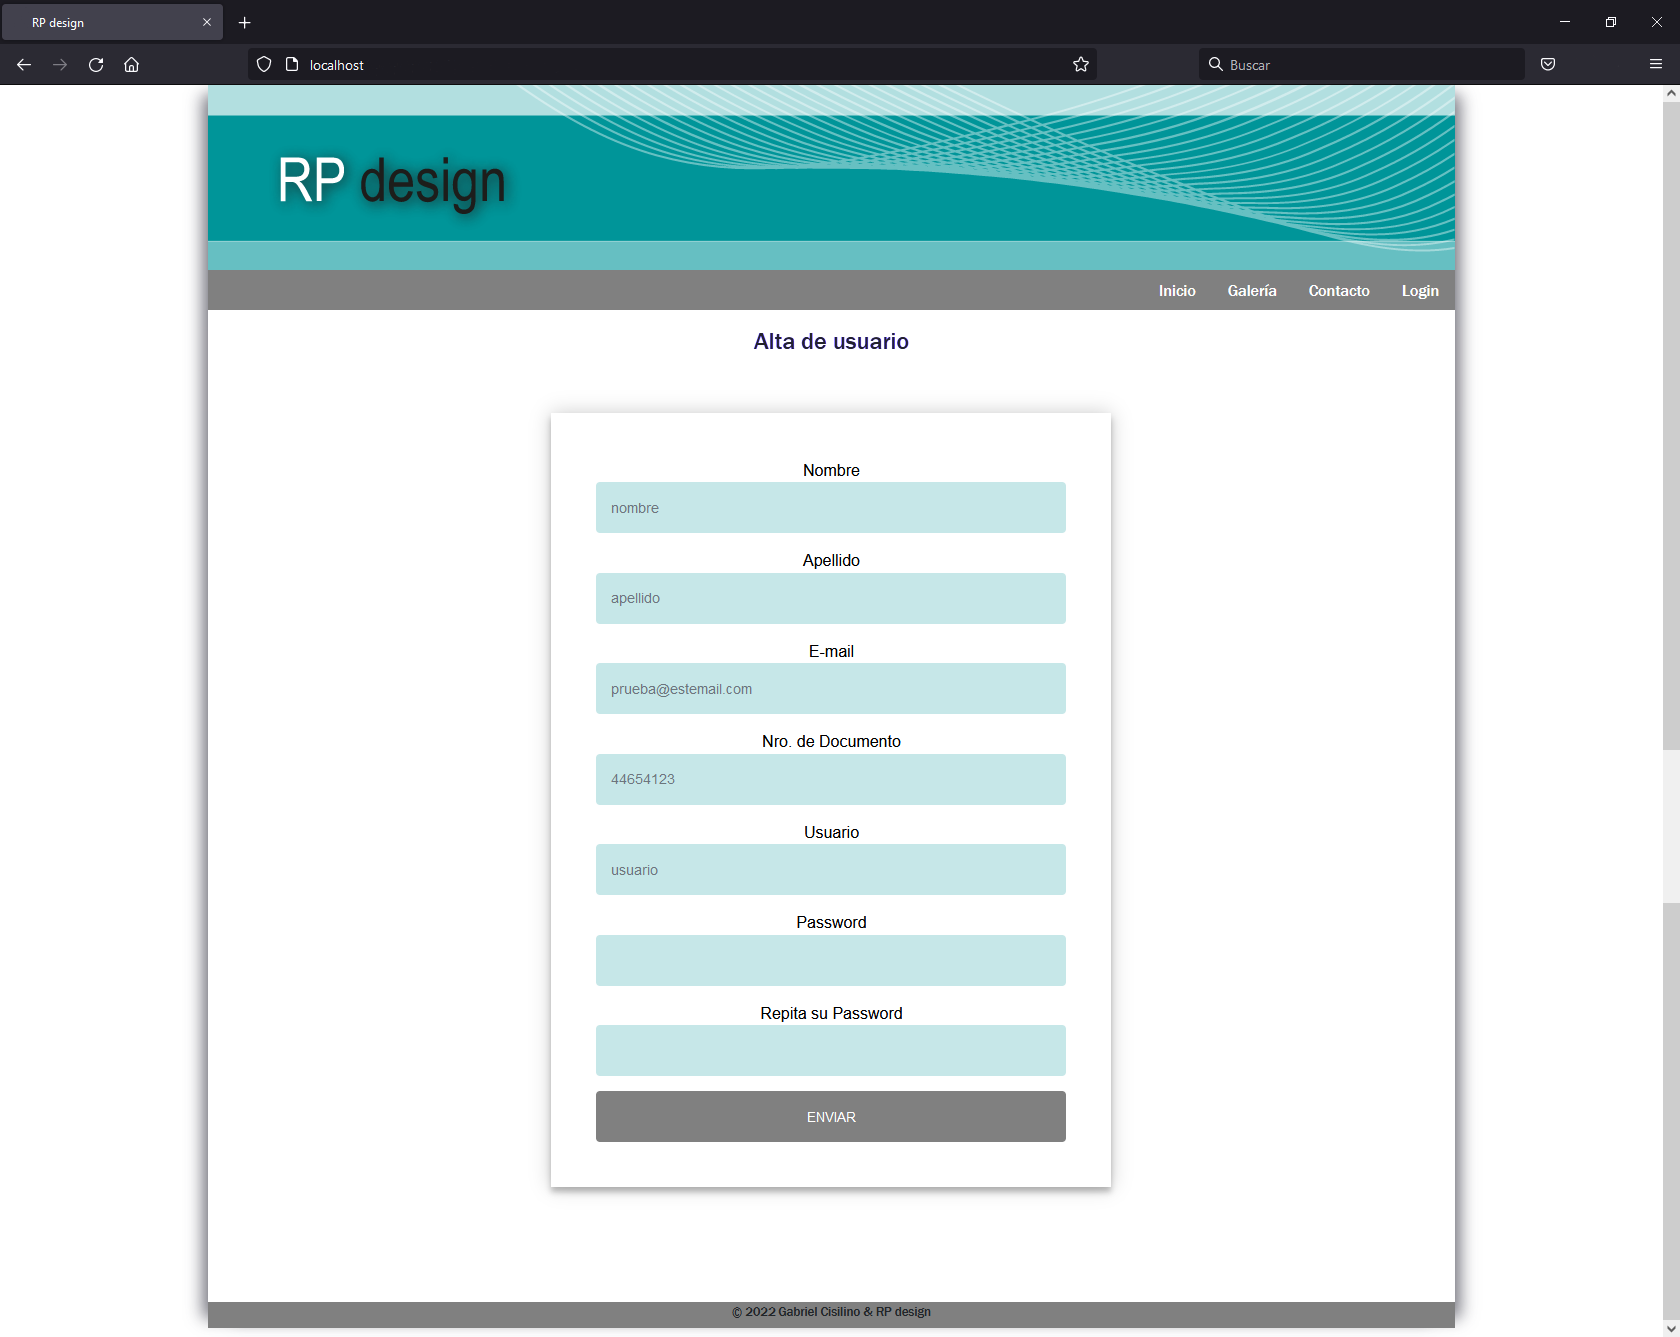 RP design
localhost
Buscar
RP design
Inicio Galería Contacto Login
Alta de usuario
Nombre
nombre
Apellido
apellido
E-mail
prueba@estemail.com
Nro. de Documento
44654123
Usuario
usuario
Password
Repita su Password
ENVIAR
© 2022 Gabriel Cisilino & RP design